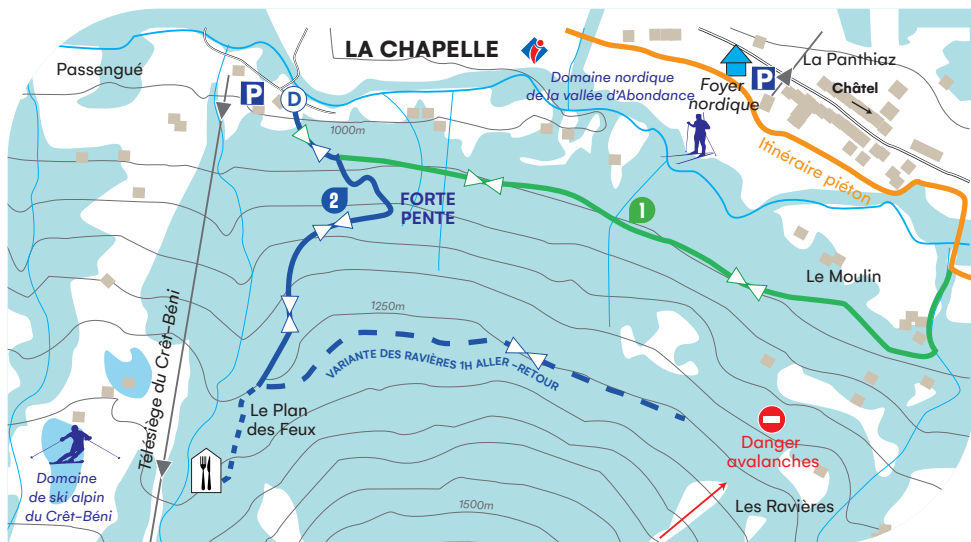 LA CHAPELLE
Passengué
P
D
1000m
Domaine nordique
de la vallée d'Abondance
Foyer
nordique
P
La Panthiaz
Châtel
Itinéraire piéton
2
FORTE
PENTE
1
Le Moulin
1250m
VARIANTE DES RAVIÈRES 1H ALLER -RETOUR
Télésiège du Crêt-Béni
Le Plan
des Feux
Danger
avalanches
Domaine
de ski alpin
du Crêt-Béni
1500m
Les Ravières